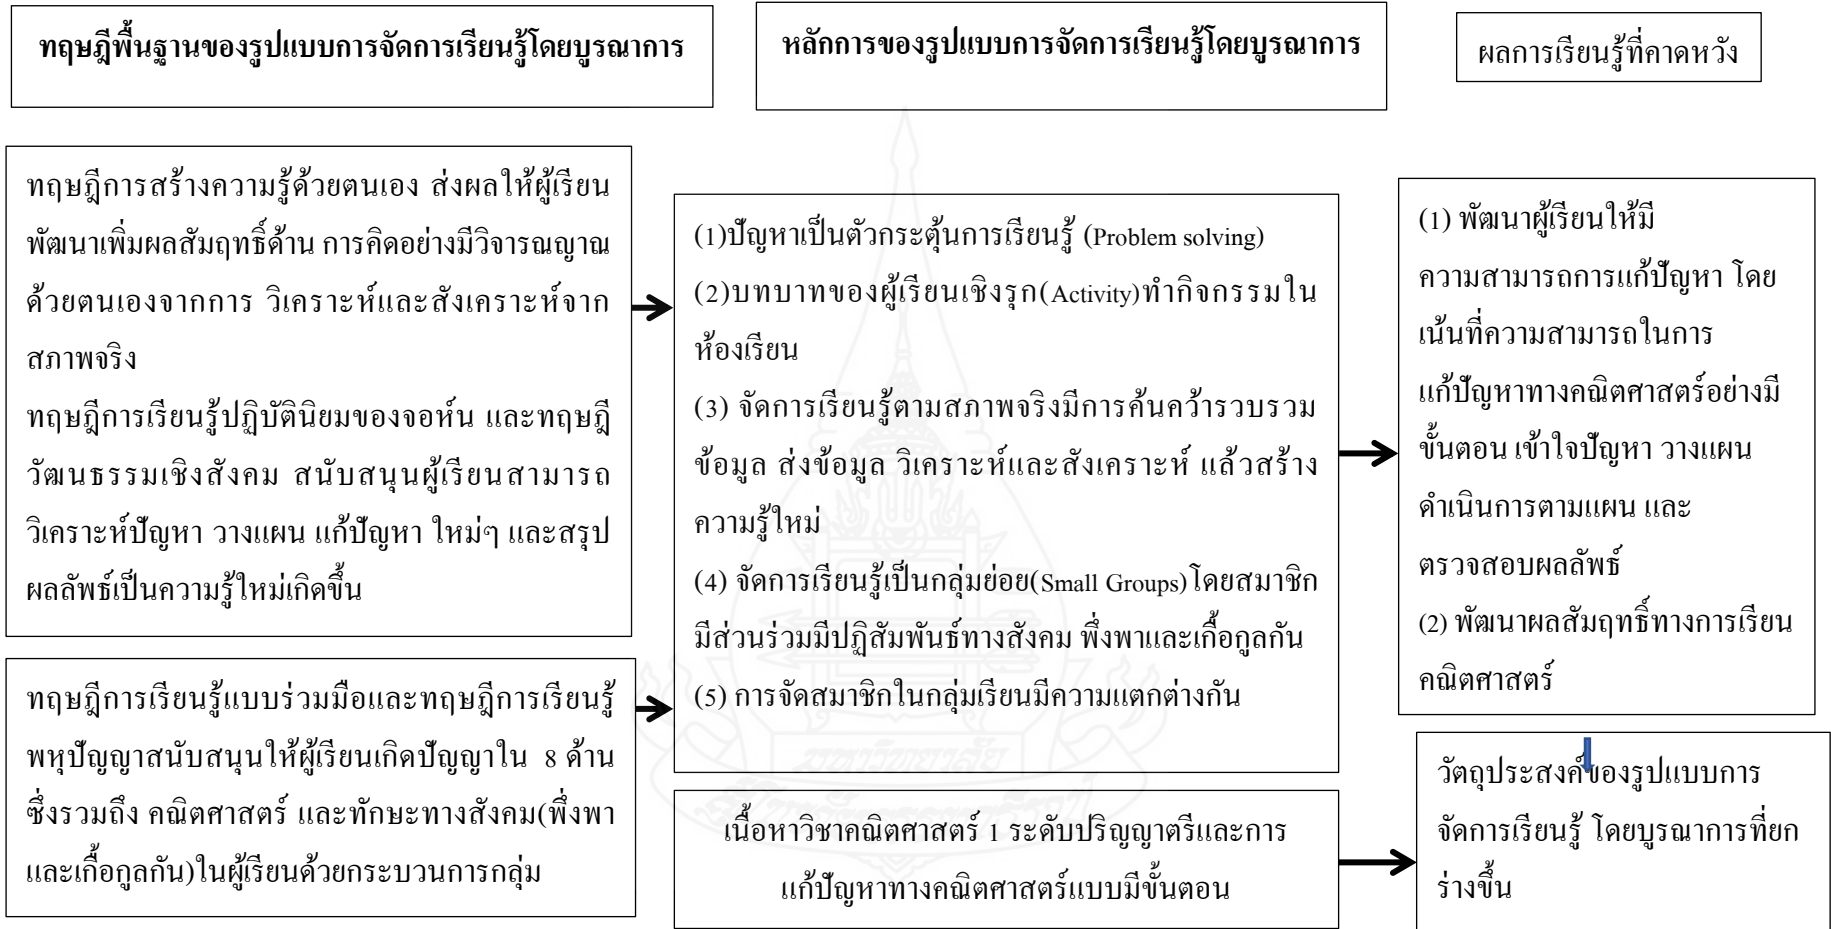 ทฤษฎีพื้นฐานของรูปแบบการจัดการเรียนรู้โดยบูรณาการ
หลักการของรูปแบบการจัดการเรียนรู้โดยบูรณาการ
ผลการเรียนรู้ที่คาดหวัง
ทฤษฎีการสร้างความรู้ด้วยตนเอง ส่งผลให้ผู้เรียน
พัฒนาเพิ่มผลสัมฤทธิ์ด้าน การคิดอย่างมีวิจารณญาณ
ด้วยตนเองจากการ วิเคราะห์และสังเคราะห์จาก
สภาพจริง
ทฤษฎีการเรียนรู้ปฏิบัตินิยมของจอห์น และทฤษฎี
วัฒนธรรมเชิงสังคม สนับสนุนผู้เรียนสามารถ
วิเคราะห์ปัญหา วางแผน แก้ปัญหา ใหม่ๆ และสรุป
ผลลัพธ์เป็นความรู้ใหม่เกิดขึ้น
ทฤษฎีการเรียนรู้แบบร่วมมือและทฤษฎีการเรียนรู้
พหุปัญญาสนับสนุนให้ผู้เรียนเกิดปัญญาใน 8 ด้าน
ซึ่งรวมถึง คณิตศาสตร์ และทักษะทางสังคม(พึ่งพา
และเกื้อกูลกัน)ในผู้เรียนด้วยกระบวนการกลุ่ม
(1)ปัญหาเป็นตัวกระตุ้นการเรียนรู้ (Problem solving)
(2)บทบาทของผู้เรียนเชิงรุก(Activity)ทำกิจกรรมใน
ห้องเรียน
(3) จัดการเรียนรู้ตามสภาพจริงมีการค้นคว้ารวบรวม
ข้อมูล ส่งข้อมูล วิเคราะห์และสังเคราะห์ แล้วสร้าง
ความรู้ใหม่
(4) จัดการเรียนรู้เป็นกลุ่มย่อย(Small Groups)โดยสมาชิก
มีส่วนร่วมมีปฏิสัมพันธ์ทางสังคม พึ่งพาและเกื้อกูลกัน
(5) การจัดสมาชิกในกลุ่มเรียนมีความแตกต่างกัน
มหาวิทยาลัย
สุโขทัยธรรมาธิราช
เนื้อหาวิชาคณิตศาสตร์ 1 ระดับปริญญาตรีและการ
แก้ปัญหาทางคณิตศาสตร์แบบมีขั้นตอน
(1) พัฒนาผู้เรียนให้มี
ความสามารถการแก้ปัญหา โดย
เน้นที่ความสามารถในการ
แก้ปัญหาทางคณิตศาสตร์อย่างมี
ขั้นตอน เข้าใจปัญหา วางแผน
ดำเนินการตามแผน และ
ตรวจสอบผลลัพธ์
(2) พัฒนาผลสัมฤทธิ์ทางการเรียน
คณิตศาสตร์
วัตถุประสงค์ของรูปแบบการ
จัดการเรียนรู้ โดยบูรณาการที่ยก
ร่างขึ้น